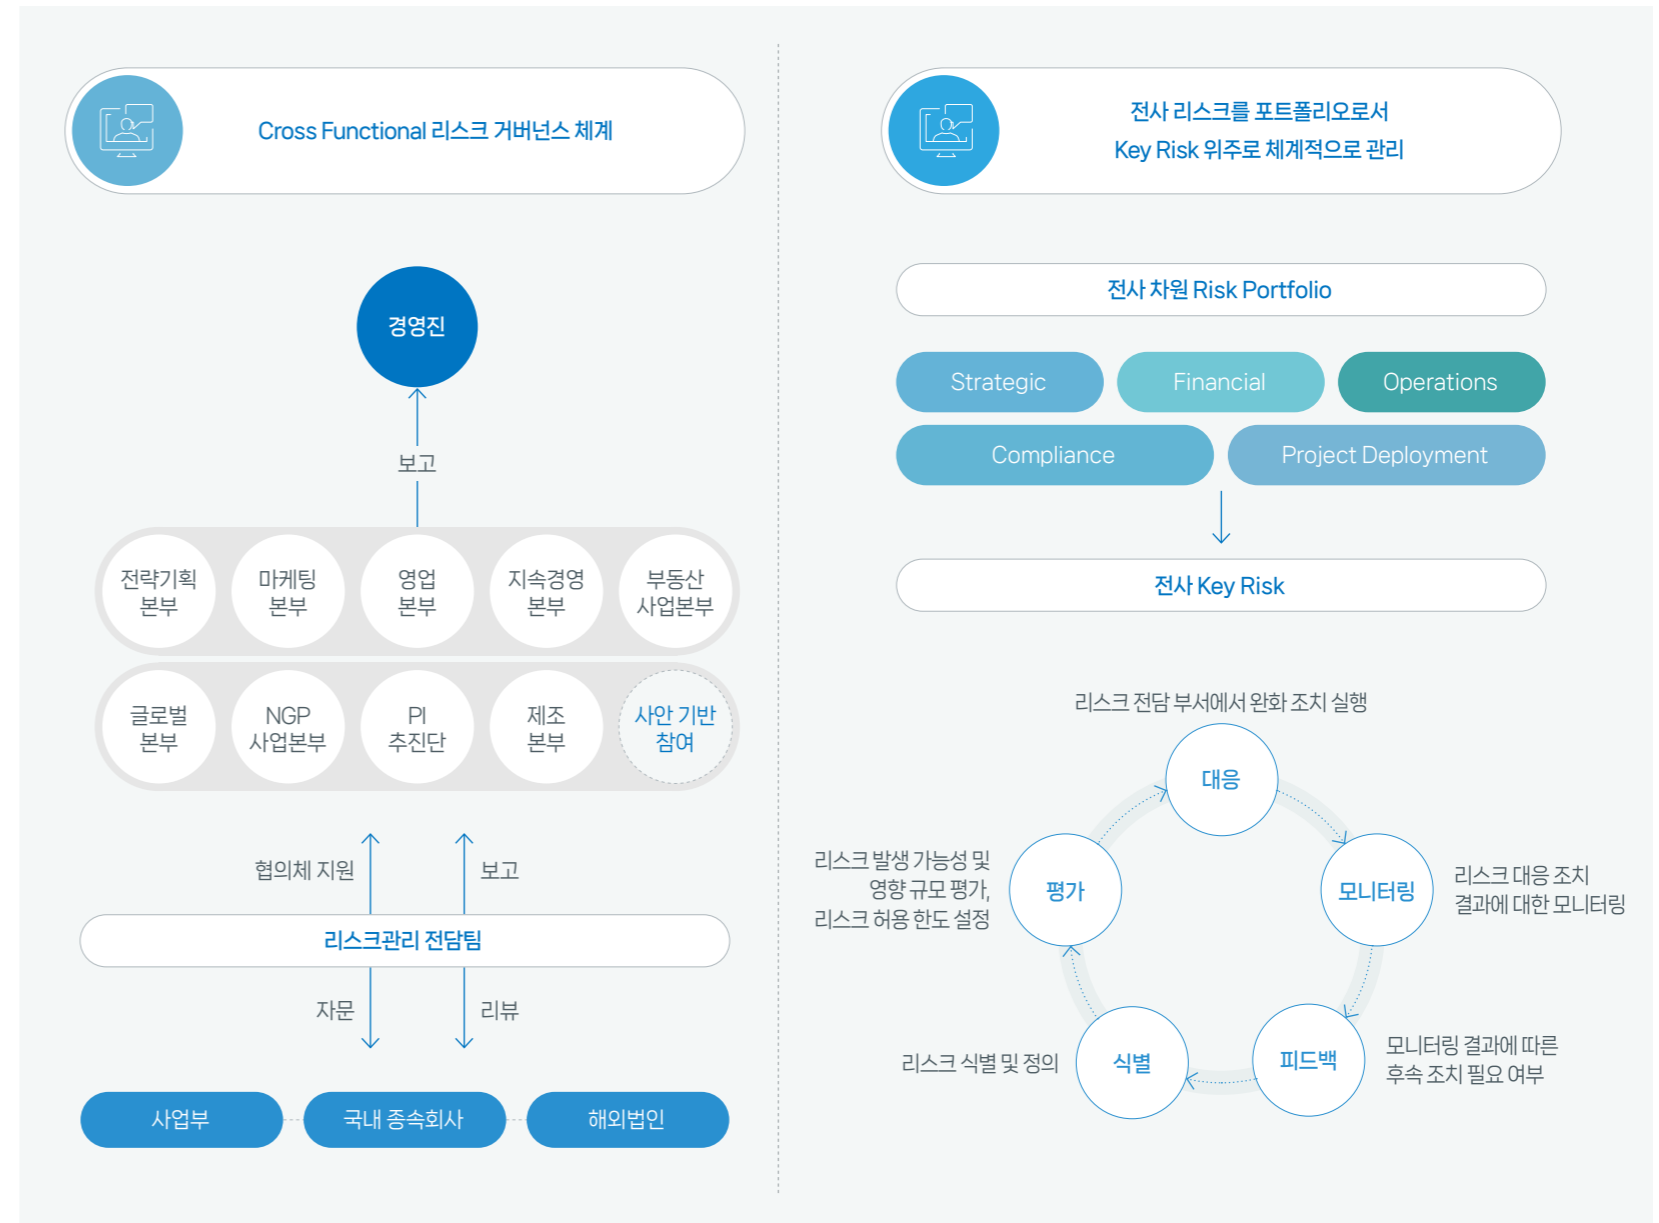 Cross Functional 리스크 거버넌스 체계
경영진
보고
전략기획
본부
마케팅
본부
영업
본부
지속경영
본부
부동산
사업본부
글로벌
본부
NGP
사업본부
PI
추진단
제조
본부
사안 기반
참여
협의체 지원
보고
리스크관리 전담팀
자문
리뷰
사업부
국내 종속회사
해외법인
전사 리스크를 포트폴리오로서
Key Risk 위주로 체계적으로 관리
전사 차원 Risk Portfolio
Strategic
Financial
Operations
Compliance
Project Deployment
전사 Key Risk
리스크 전담 부서에서 완화 조치 실행
대응
리스크 발생 가능성 및
영향 규모 평가,
리스크 허용 한도 설정
평가
모니터링
리스크 대응 조치
결과에 대한 모니터링
리스크 식별 및 정의
식별
피드백
모니터링 결과에 따른
후속 조치 필요 여부